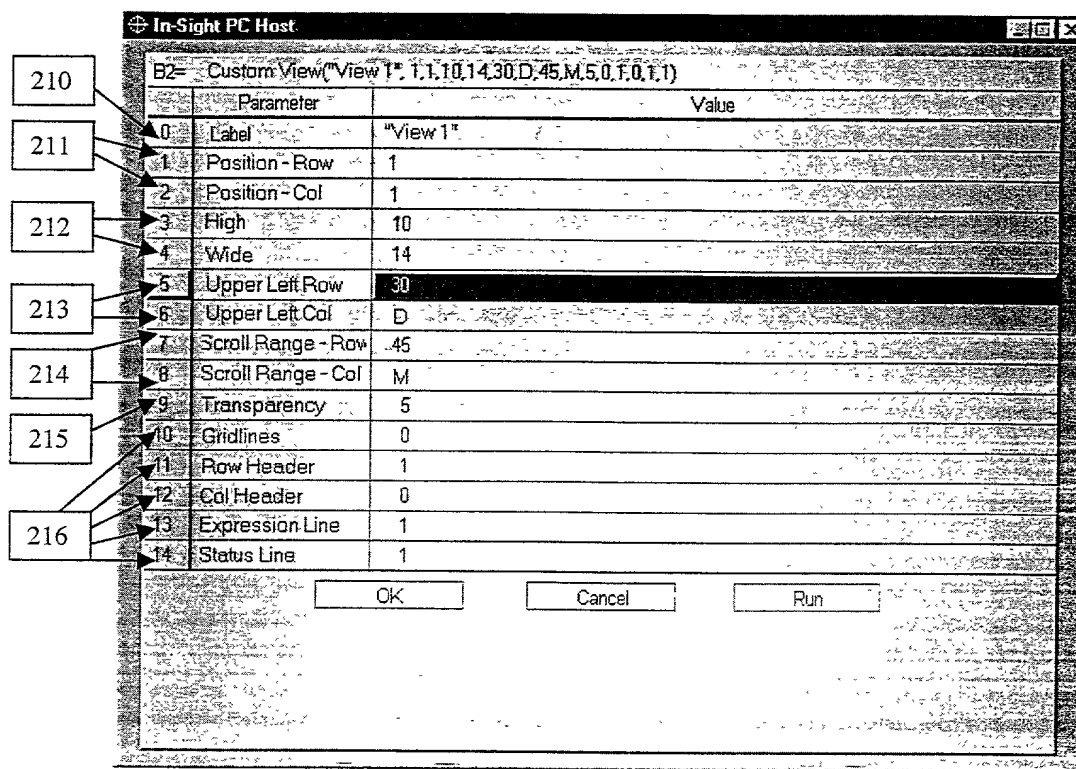 In-Sight PC Host
B2= Custom View("View 1", 1,1,10,14,30,D,45,M,5,0,1,0,1,1)
Parameter Value
210
0 Label "View 1"
211
1 Position - Row 1
2 Position - Col 1
212
3 High 10
4 Wide 14
213
5 Upper Left Row 30
6 Upper Left Col D
214
7 Scroll Range - Row 45
8 Scroll Range - Col M
215
9 Transparency 5
216
10 Gridlines 0
11 Row Header 1
12 Col Header 0
13 Expression Line 1
14 Status Line 1
OK Cancel Run